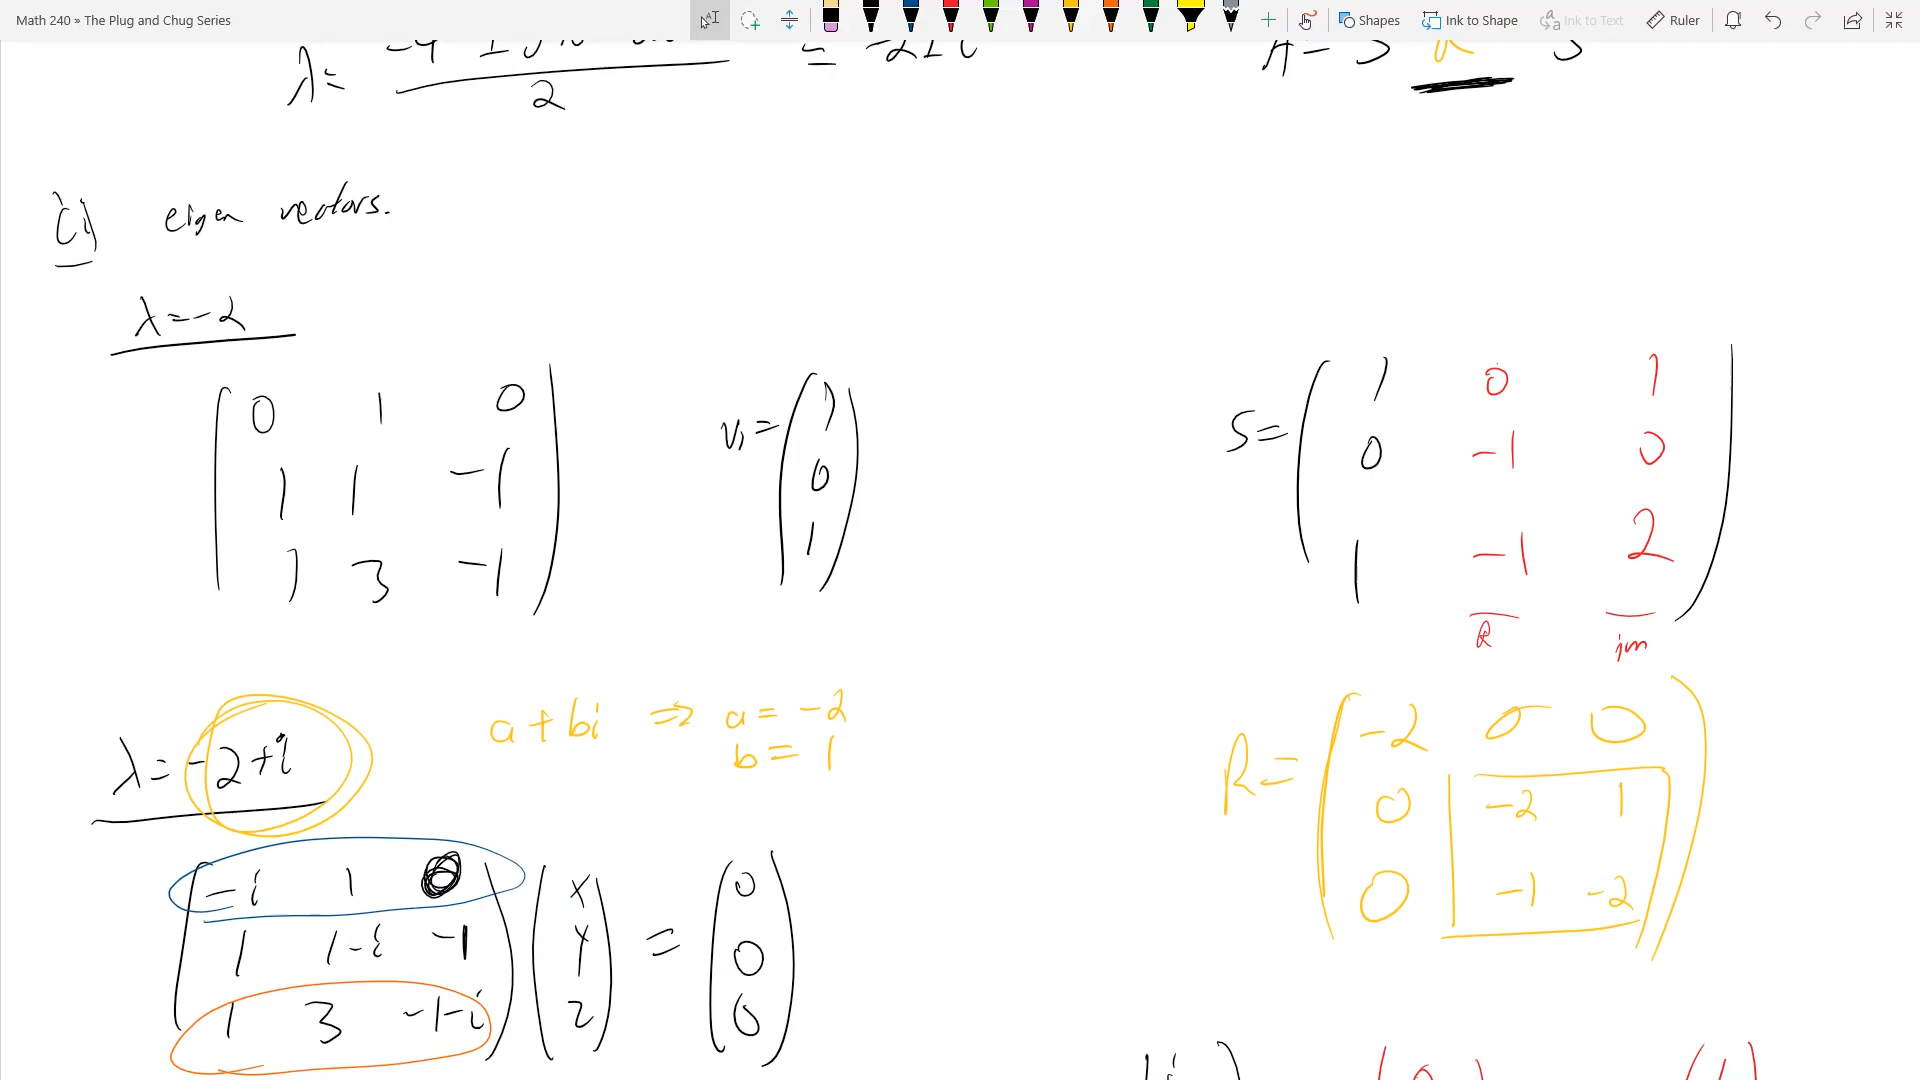 Math 240 » The Plug and Chug Series
Shapes Ink to Shape Ink to Text Ruler
λ =
2
= -2±i
A = S R S
(ii) eigen vectors.
λ=-2
0 1 0
1 1 -1
1 3 -1
v₁=
1
0
1
S=
1 0 1
0 -1 0
1 -1 2
R im
λ= -2+i
a+bi ⇒ a= -2
b= 1
R=
-2 0 0
0 -2 1
0 -1 -2
-i 1 0
1 1-i -1
1 3 -1-i
x
y
z
=
0
0
0